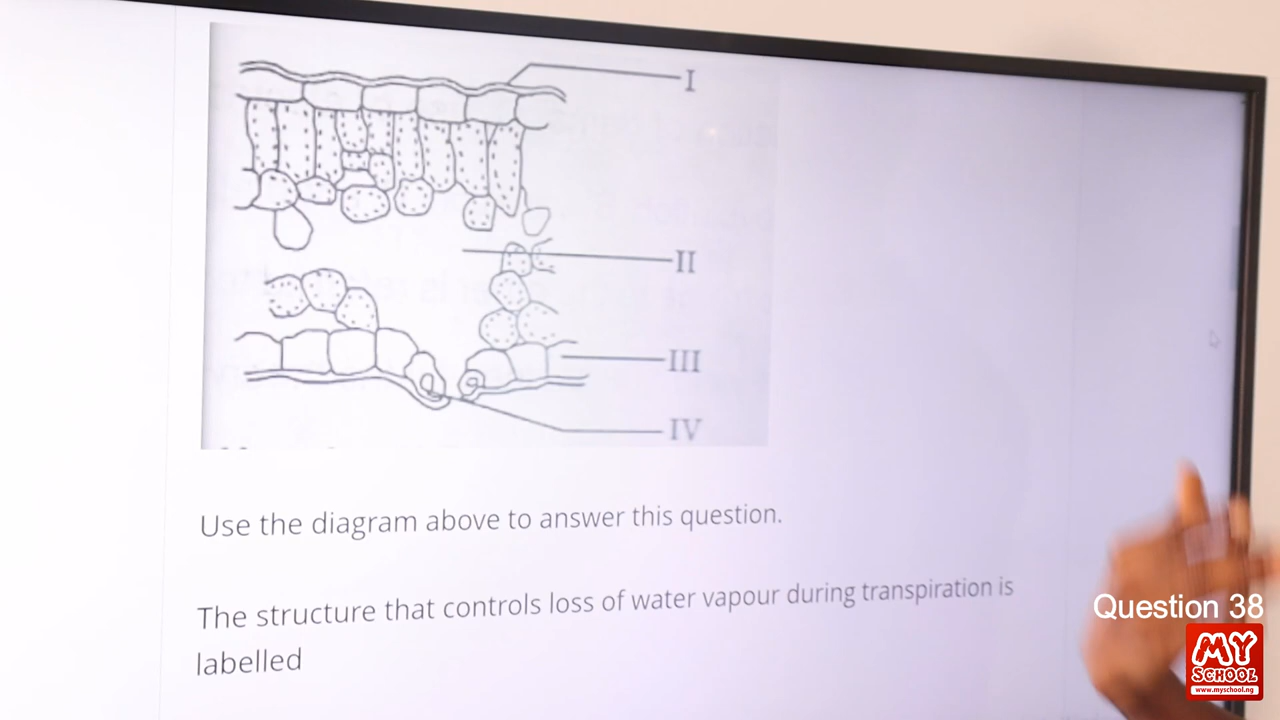 I
II
III
IV
Use the diagram above to answer this question.
The structure that controls loss of water vapour during transpiration is
labelled
Question 38
MY
SCHOOL
www.myschool.ng